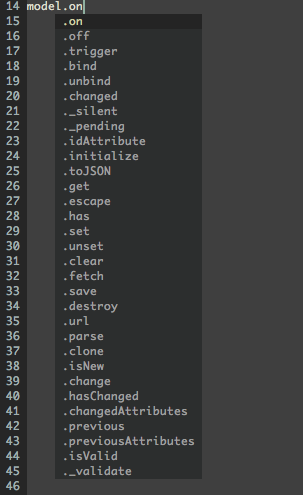 14 model.on
15 .on
16 .off
17 .trigger
18 .bind
19 .unbind
20 .changed
21 ._silent
22 ._pending
23 .idAttribute
24 .initialize
25 .toJSON
26 .get
27 .escape
28 .has
29 .set
30 .unset
31 .clear
32 .fetch
33 .save
34 .destroy
35 .url
36 .parse
37 .clone
38 .isNew
39 .change
40 .hasChanged
41 .changedAttributes
42 .previous
43 .previousAttributes
44 .isValid
45 ._validate
46